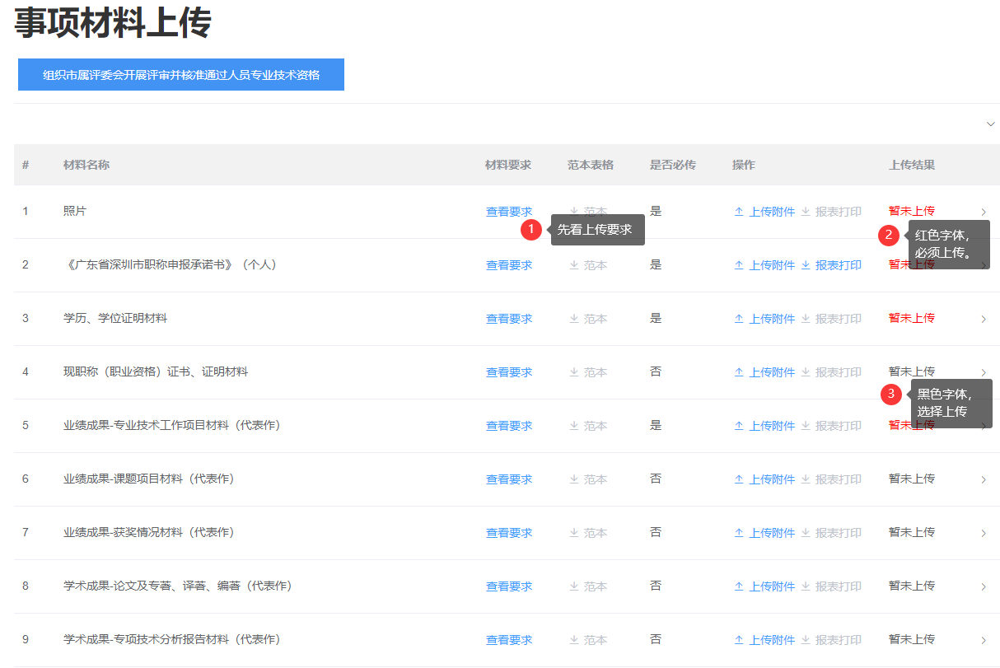 事项材料上传
组织市属评委会开展评审并核准通过人员专业技术资格
# 材料名称 材料要求 范本表格 是否必传 操作 上传结果
1 照片 查看要求 范本 是 上传附件 报表打印 暂未上传
1 先看上传要求
2 红色字体,
必须上传。
2 《广东省深圳市职称申报承诺书》（个人） 查看要求 范本 是 上传附件 报表打印 暂未上传
3 学历、学位证明材料 查看要求 范本 是 上传附件 报表打印 暂未上传
4 现职称（职业资格）证书、证明材料 查看要求 范本 否 上传附件 报表打印 暂未上传
3 黑色字体,
选择上传
5 业绩成果-专业技术工作项目材料（代表作） 查看要求 范本 是 上传附件 报表打印 暂未上传
6 业绩成果-课题项目材料（代表作） 查看要求 范本 否 上传附件 报表打印 暂未上传
7 业绩成果-获奖情况材料（代表作） 查看要求 范本 否 上传附件 报表打印 暂未上传
8 学术成果-论文及专著、译著、编著（代表作） 查看要求 范本 否 上传附件 报表打印 暂未上传
9 学术成果-专项技术分析报告材料（代表作） 查看要求 范本 否 上传附件 报表打印 暂未上传